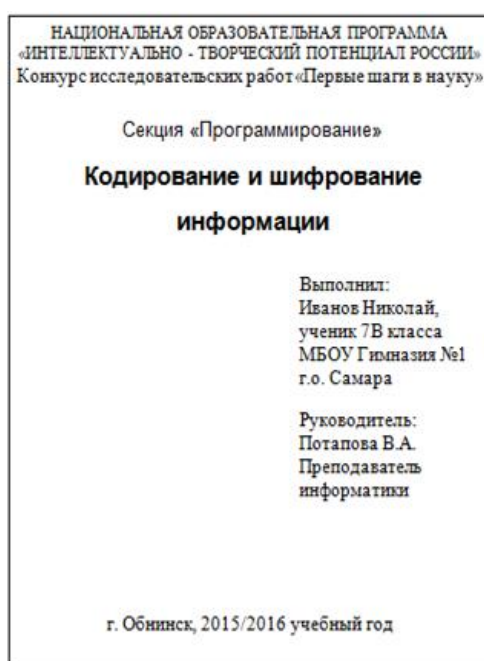 НАЦИОНАЛЬНАЯ ОБРАЗОВАТЕЛЬНАЯ ПРОГРАММА
«ИНТЕЛЛЕКТУАЛЬНО - ТВОРЧЕСКИЙ ПОТЕНЦИАЛ РОССИИ»
Конкурс исследовательских работ «Первые шаги в науку»
Секция «Программирование»
Кодирование и шифрование
информации
Выполнил:
Иванов Николай,
ученик 7В класса
МБОУ Гимназия №1
г.о. Самара
Руководитель:
Потапова В.А.
Преподаватель
информатики
г. Обнинск, 2015/2016 учебный год